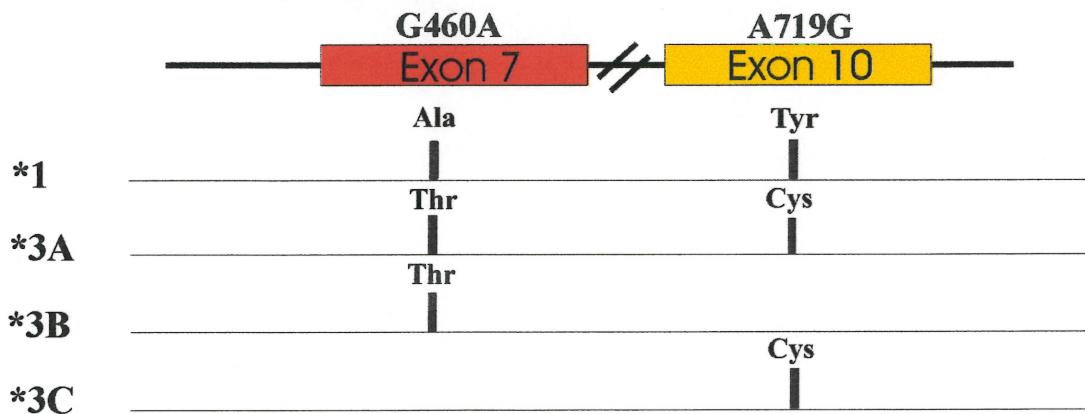 G460A A719G
Exon 7 Exon 10
Ala Tyr
*1
Thr Cys
*3A
Thr
*3B
Cys
*3C